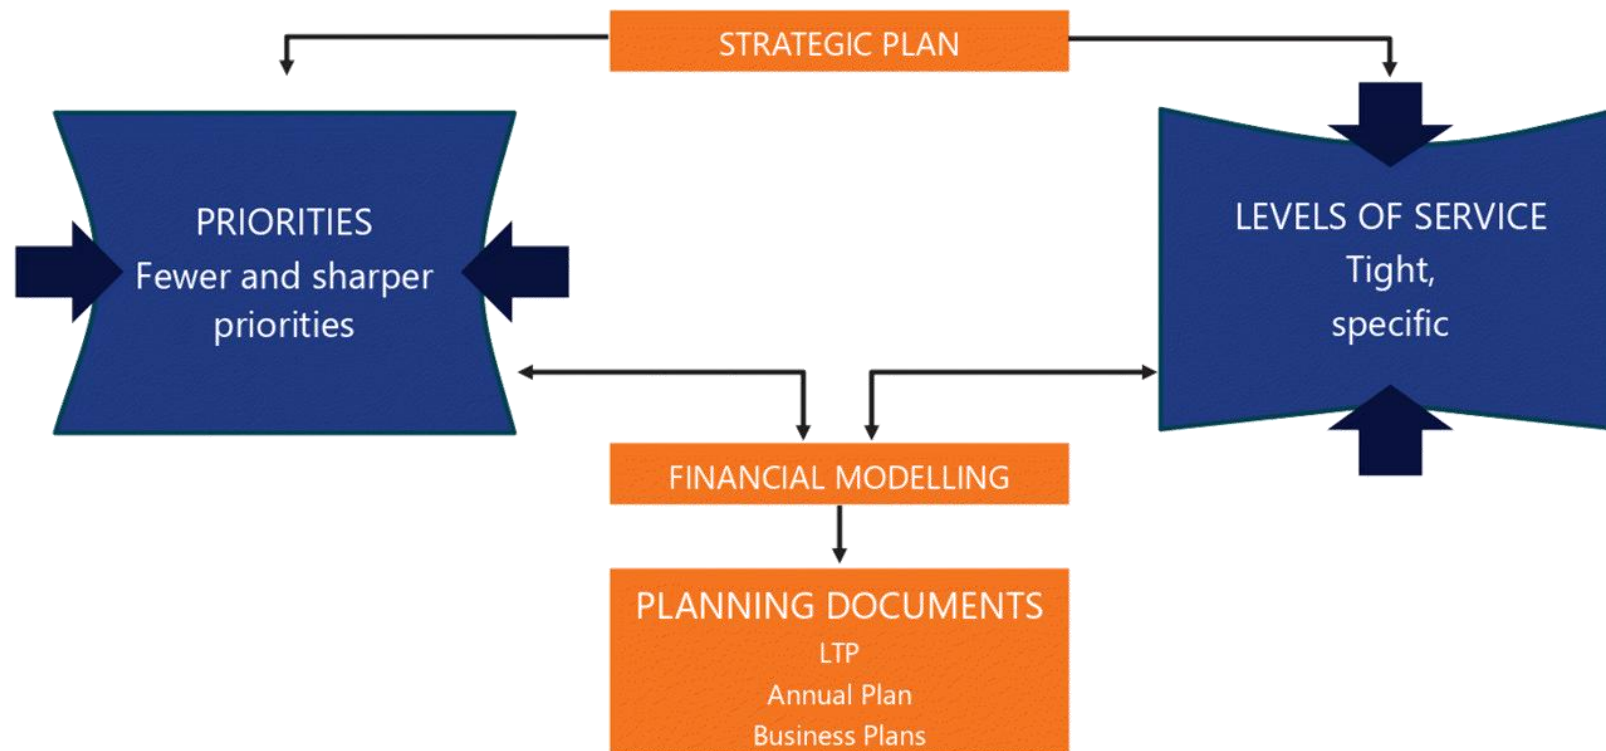 STRATEGIC PLAN
PRIORITIES
Fewer and sharper
priorities
LEVELS OF SERVICE
Tight,
specific
FINANCIAL MODELLING
PLANNING DOCUMENTS
LTP
Annual Plan
Business Plans